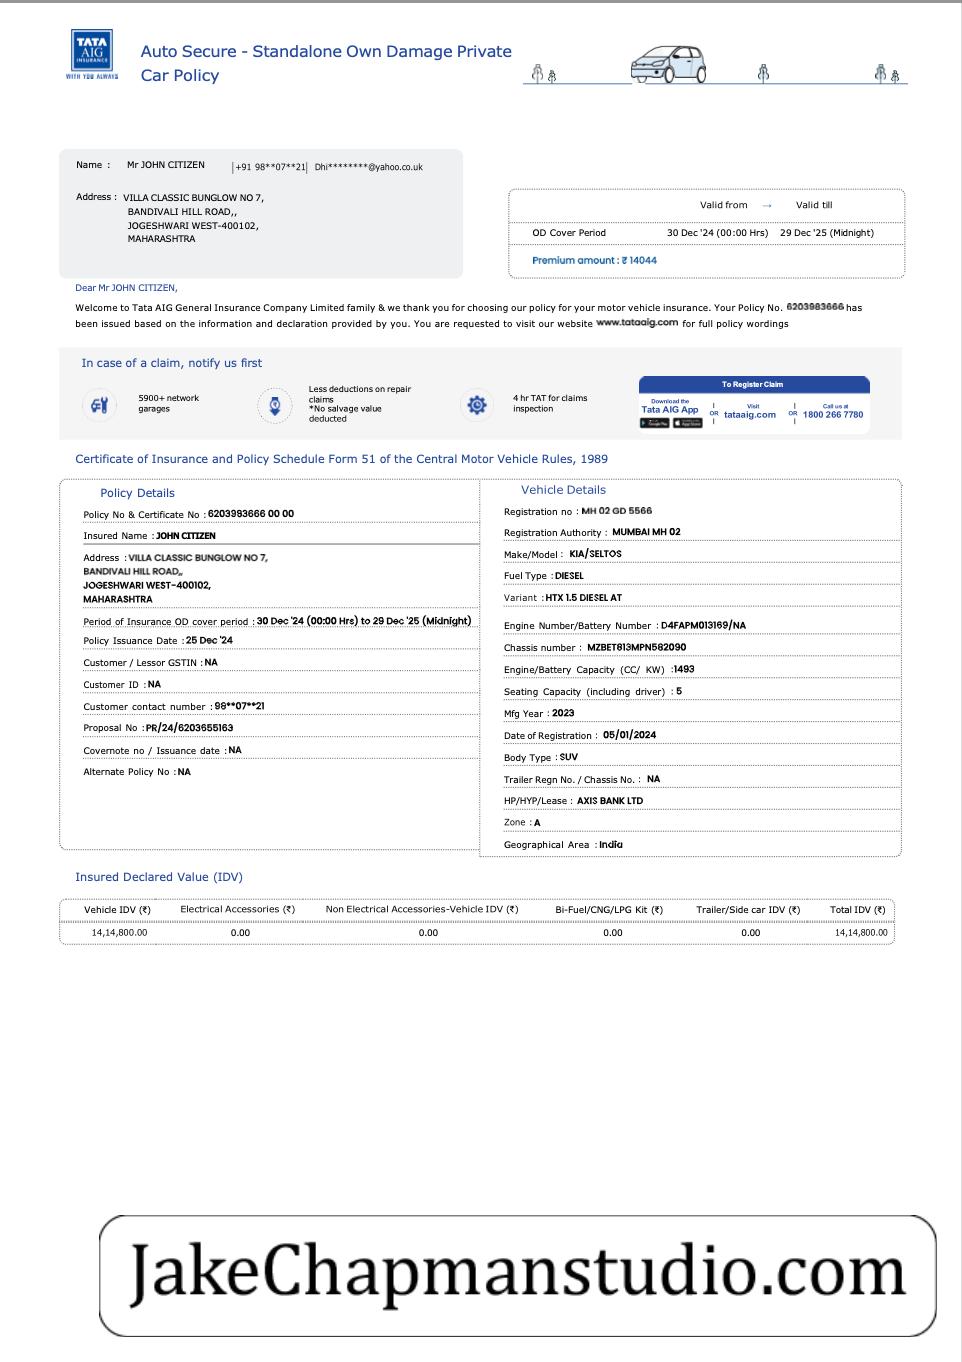 TATA
AIG
INSURANCE
WITH YOU ALWAYS
Auto Secure - Standalone Own Damage Private
Car Policy
Name : Mr JOHN CITIZEN |+91 98**07**21| Dhi********@yahoo.co.uk
Address : VILLA CLASSIC BUNGLOW NO 7,
BANDIVALI HILL ROAD,,
JOGESHWARI WEST-400102,
MAHARASHTRA
Valid from → Valid till
OD Cover Period 30 Dec '24 (00:00 Hrs) 29 Dec '25 (Midnight)
Premium amount : ₹ 14044
Dear Mr JOHN CITIZEN,
Welcome to Tata AIG General Insurance Company Limited family & we thank you for choosing our policy for your motor vehicle insurance. Your Policy No. 6203983666 has
been issued based on the information and declaration provided by you. You are requested to visit our website www.tataaig.com for full policy wordings
In case of a claim, notify us first
5900+ network
garages
Less deductions on repair
claims
*No salvage value
deducted
4 hr TAT for claims
inspection
To Register Claim
Download the
Tata AIG App
Google Play App Store
OR
Visit
tataaig.com
OR
Call us at
1800 266 7780
Certificate of Insurance and Policy Schedule Form 51 of the Central Motor Vehicle Rules, 1989
Policy Details
Policy No & Certificate No : 6203983666 00 00
Insured Name : JOHN CITIZEN
Address : VILLA CLASSIC BUNGLOW NO 7,
BANDIVALI HILL ROAD,,
JOGESHWARI WEST-400102,
MAHARASHTRA
Period of Insurance OD cover period : 30 Dec '24 (00:00 Hrs) to 29 Dec '25 (Midnight)
Policy Issuance Date : 25 Dec '24
Customer / Lessor GSTIN : NA
Customer ID : NA
Customer contact number : 98**07**21
Proposal No : PR/24/6203655163
Covernote no / Issuance date : NA
Alternate Policy No : NA
Vehicle Details
Registration no : MH 02 GD 5566
Registration Authority : MUMBAI MH 02
Make/Model : KIA/SELTOS
Fuel Type : DIESEL
Variant : HTX 1.5 DIESEL AT
Engine Number/Battery Number : D4FAPM013169/NA
Chassis number : MZBET813MPN582090
Engine/Battery Capacity (CC/ KW) :1493
Seating Capacity (including driver) : 5
Mfg Year : 2023
Date of Registration : 05/01/2024
Body Type : SUV
Trailer Regn No. / Chassis No. : NA
HP/HYP/Lease : AXIS BANK LTD
Zone : A
Geographical Area : India
Insured Declared Value (IDV)
Vehicle IDV (₹) Electrical Accessories (₹) Non Electrical Accessories-Vehicle IDV (₹) Bi-Fuel/CNG/LPG Kit (₹) Trailer/Side car IDV (₹) Total IDV (₹)
14,14,800.00 0.00 0.00 0.00 0.00 14,14,800.00
JakeChapmanstudio.com